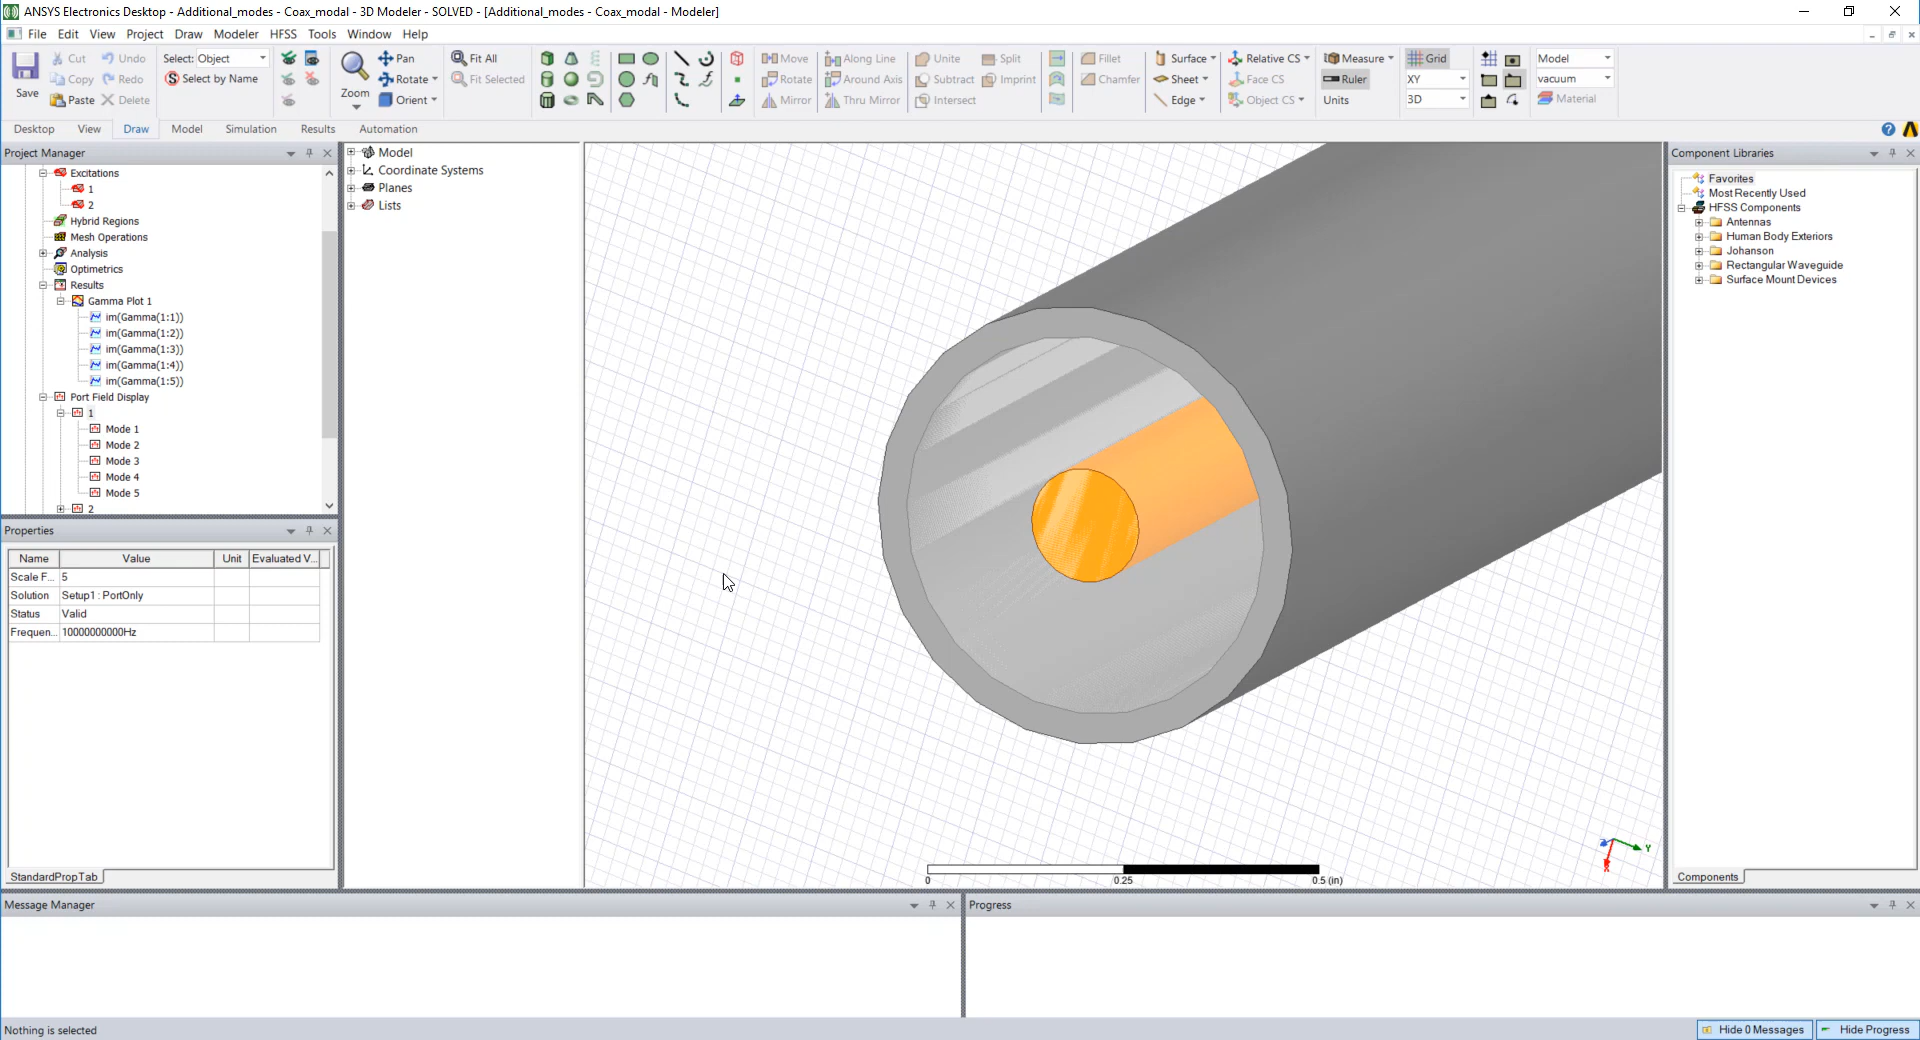 ANSYS Electronics Desktop - Additional_modes - Coax_modal - 3D Modeler - SOLVED - [Additional_modes - Coax_modal - Modeler]
File Edit View Project Draw Modeler HFSS Tools Window Help
Save
Cut Undo
Copy Redo
Paste Delete
Select: Object
Select by Name
Zoom
Pan
Rotate
Orient
Fit All
Fit Selected
Move Along Line
Rotate Around Axis
Mirror Thru Mirror
Unite Split
Subtract Imprint
Intersect
Fillet
Chamfer
Surface
Sheet
Edge
Relative CS
Face CS
Object CS
Measure
Ruler
Units
Grid
XY
3D
Model
vacuum
Material
Desktop View Draw Model Simulation Results Automation
Project Manager
Excitations
1
2
Hybrid Regions
Mesh Operations
Analysis
Optimetrics
Results
Gamma Plot 1
im(Gamma(1:1))
im(Gamma(1:2))
im(Gamma(1:3))
im(Gamma(1:4))
im(Gamma(1:5))
Port Field Display
1
Mode 1
Mode 2
Mode 3
Mode 4
Mode 5
2
Properties
Name Value Unit Evaluated V...
Scale F... 5
Solution Setup1 : PortOnly
Status Valid
Frequen... 10000000000Hz
StandardPropTab
Model
Coordinate Systems
Planes
Lists
0 0.25 0.5 (in)
Y
X
Component Libraries
Favorites
Most Recently Used
HFSS Components
Antennas
Human Body Exteriors
Johanson
Rectangular Waveguide
Surface Mount Devices
Components
Message Manager
Progress
Nothing is selected
Hide 0 Messages Hide Progress